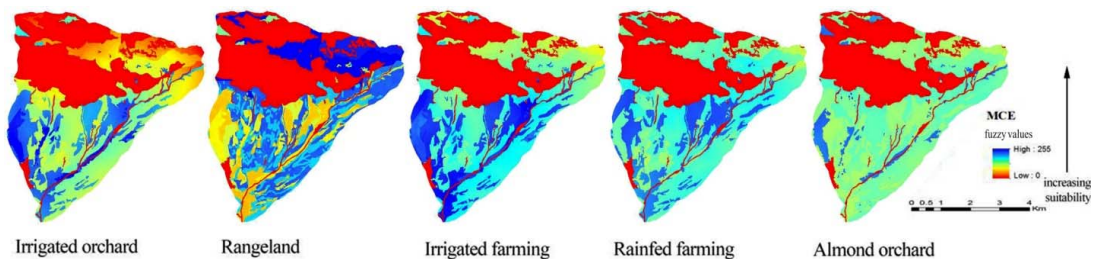 MCE
fuzzy values
High : 255
Low : 0
increasing
suitability
0 0.5 1 2 3 4
Km
Irrigated orchard Rangeland Irrigated farming Rainfed farming Almond orchard